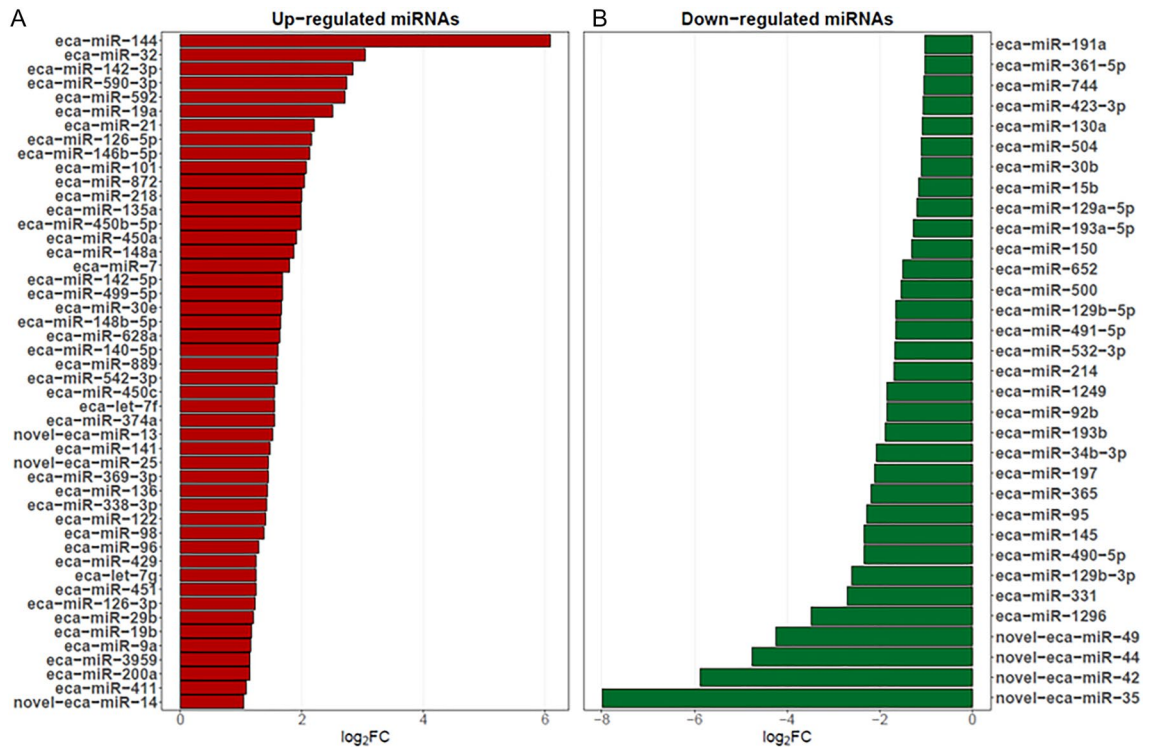 A
Up-regulated miRNAs
eca-miR-144
eca-miR-32
eca-miR-142-3p
eca-miR-590-3p
eca-miR-592
eca-miR-19a
eca-miR-21
eca-miR-126-5p
eca-miR-146b-5p
eca-miR-101
eca-miR-872
eca-miR-218
eca-miR-135a
eca-miR-450b-5p
eca-miR-450a
eca-miR-148a
eca-miR-7
eca-miR-142-5p
eca-miR-499-5p
eca-miR-30e
eca-miR-148b-5p
eca-miR-628a
eca-miR-140-5p
eca-miR-889
eca-miR-542-3p
eca-miR-450c
eca-let-7f
eca-miR-374a
novel-eca-miR-13
eca-miR-141
novel-eca-miR-25
eca-miR-369-3p
eca-miR-136
eca-miR-338-3p
eca-miR-122
eca-miR-98
eca-miR-96
eca-miR-429
eca-let-7g
eca-miR-451
eca-miR-126-3p
eca-miR-29b
eca-miR-19b
eca-miR-9a
eca-miR-3959
eca-miR-200a
eca-miR-411
novel-eca-miR-14
0 2 4 6
log₂FC
B
Down-regulated miRNAs
eca-miR-191a
eca-miR-361-5p
eca-miR-744
eca-miR-423-3p
eca-miR-130a
eca-miR-504
eca-miR-30b
eca-miR-15b
eca-miR-129a-5p
eca-miR-193a-5p
eca-miR-150
eca-miR-652
eca-miR-500
eca-miR-129b-5p
eca-miR-491-5p
eca-miR-532-3p
eca-miR-214
eca-miR-1249
eca-miR-92b
eca-miR-193b
eca-miR-34b-3p
eca-miR-197
eca-miR-365
eca-miR-95
eca-miR-145
eca-miR-490-5p
eca-miR-129b-3p
eca-miR-331
eca-miR-1296
novel-eca-miR-49
novel-eca-miR-44
novel-eca-miR-42
novel-eca-miR-35
-8 -6 -4 -2 0
log₂FC